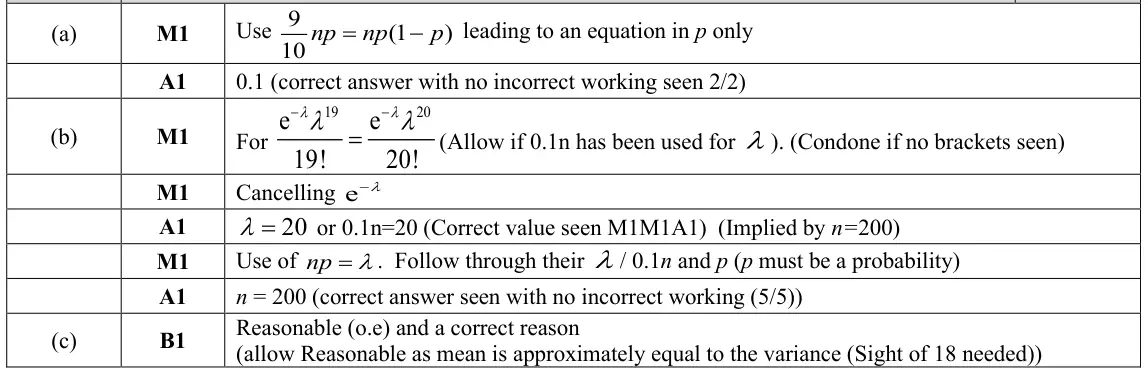 (a) M1 Use 9/10 np = np(1 − p) leading to an equation in p only
A1 0.1 (correct answer with no incorrect working seen 2/2)
(b) M1 For e^−λ λ^19 / 19! = e^−λ λ^20 / 20! (Allow if 0.1n has been used for λ ). (Condone if no brackets seen)
M1 Cancelling e^−λ
A1 λ = 20 or 0.1n=20 (Correct value seen M1M1A1) (Implied by n=200)
M1 Use of np = λ . Follow through their λ / 0.1n and p (p must be a probability)
A1 n = 200 (correct answer seen with no incorrect working (5/5))
(c) B1 Reasonable (o.e) and a correct reason
(allow Reasonable as mean is approximately equal to the variance (Sight of 18 needed))